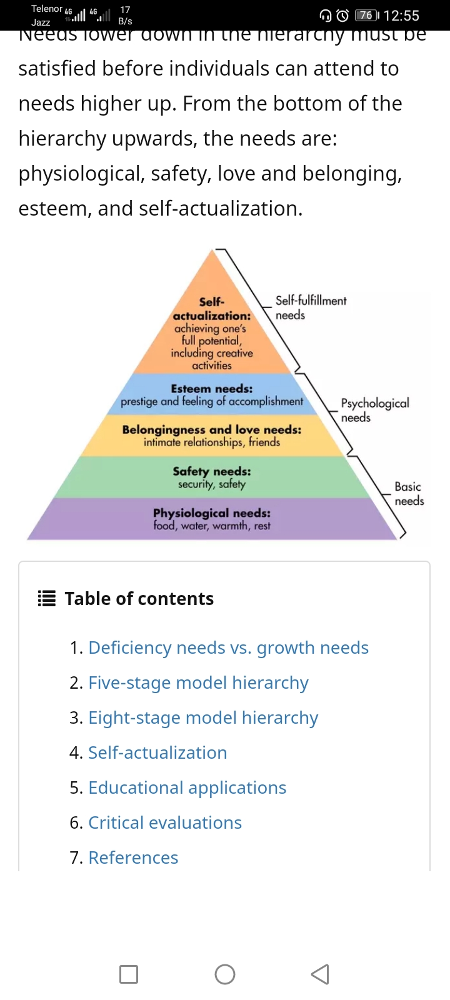 Telenor 4G 4G 17
Jazz B/s
76 12:55
Needs lower down in the hierarchy must be
satisfied before individuals can attend to
needs higher up. From the bottom of the
hierarchy upwards, the needs are:
physiological, safety, love and belonging,
esteem, and self-actualization.
Self-
actualization:
achieving one's
full potential,
including creative
activities
Self-fulfillment
needs
Esteem needs:
prestige and feeling of accomplishment
Psychological
needs
Belongingness and love needs:
intimate relationships, friends
Safety needs:
security, safety
Basic
needs
Physiological needs:
food, water, warmth, rest
Table of contents
1. Deficiency needs vs. growth needs
2. Five-stage model hierarchy
3. Eight-stage model hierarchy
4. Self-actualization
5. Educational applications
6. Critical evaluations
7. References